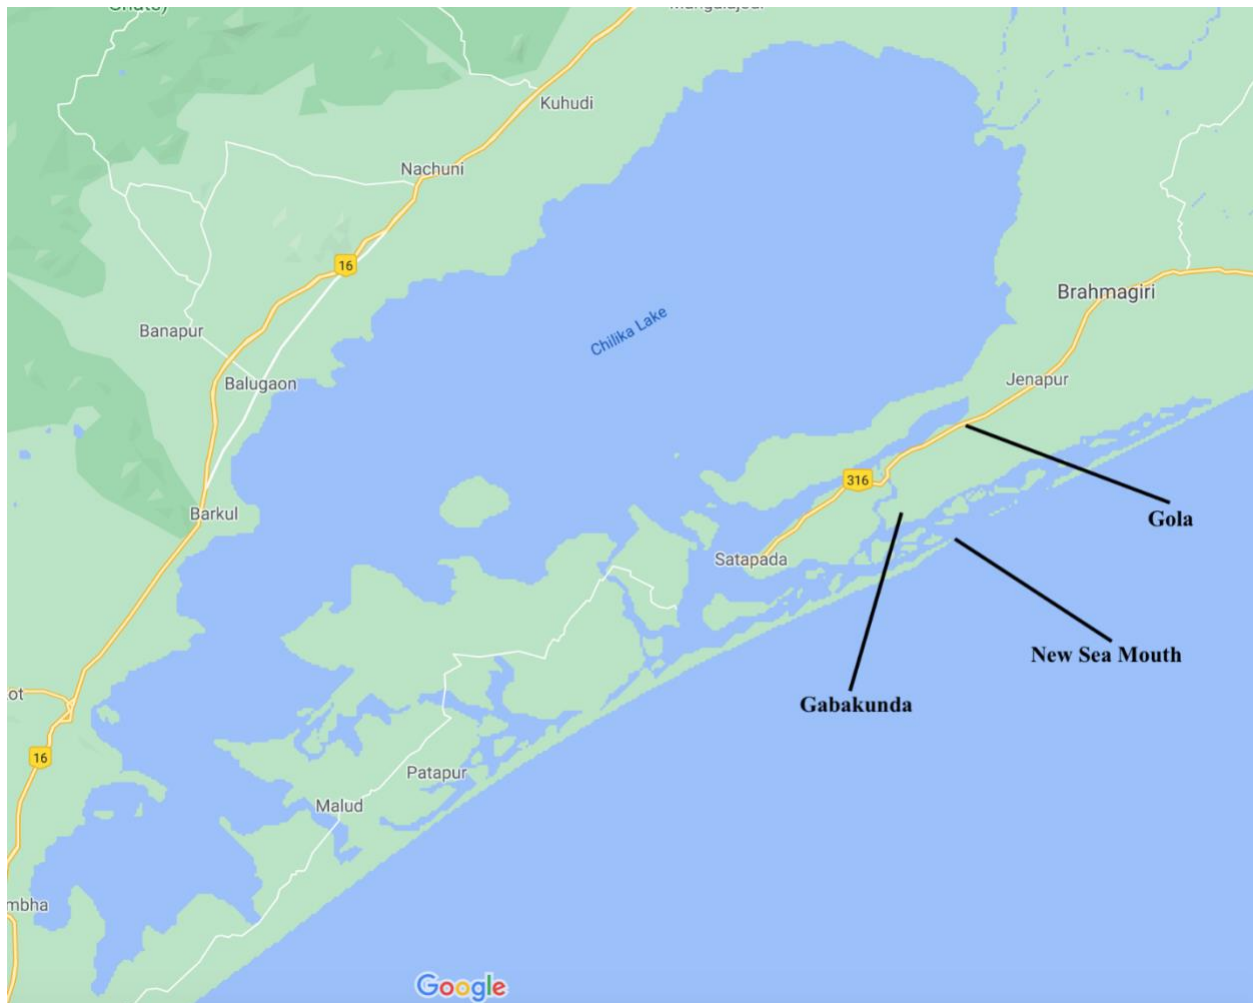 Kuhudi
Nachuni
16
Chilika Lake
Brahmagiri
Banapur
Balugaon
Jenapur
316
Barkul
Gola
Satapada
New Sea Mouth
Gabakunda
16
Patapur
Malud
mbha
Google